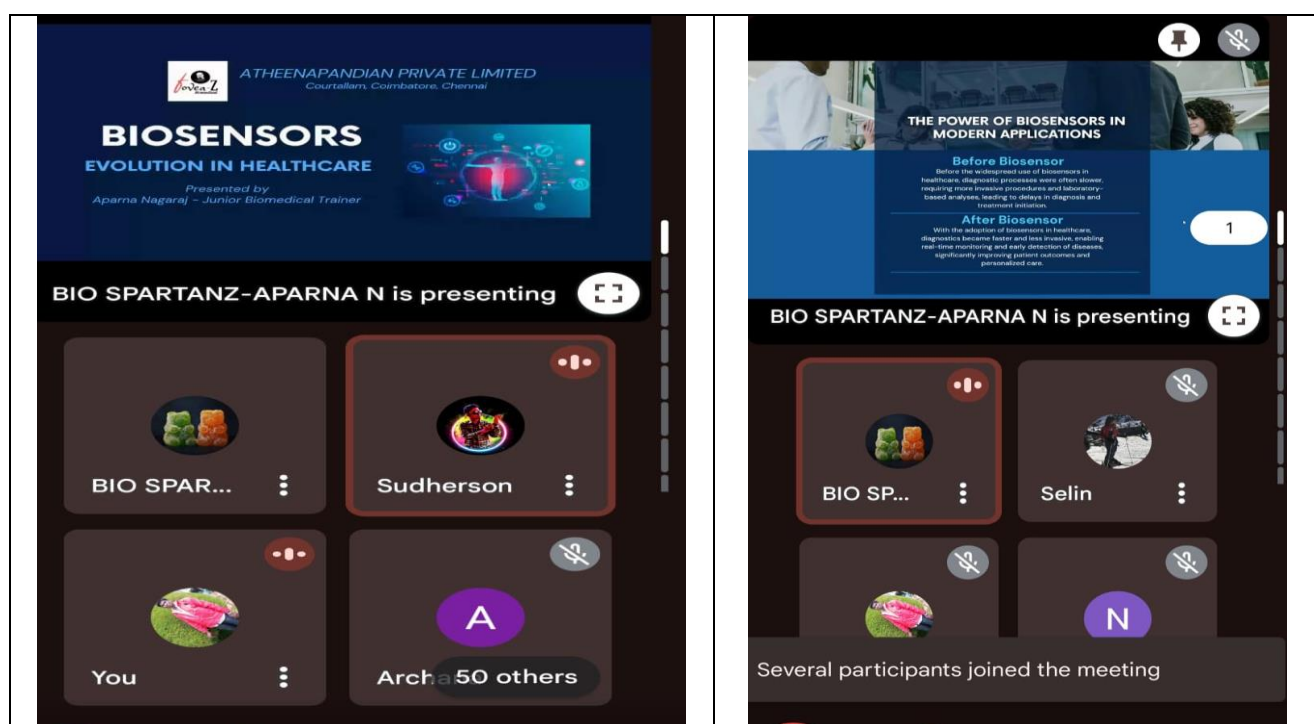 fovea-Z
ATHEENAPANDIAN PRIVATE LIMITED
Courtallam, Coimbatore, Chennai
BIOSENSORS
EVOLUTION IN HEALTHCARE
Presented by
Aparna Nagaraj - Junior Biomedical Trainer
BIO SPARTANZ-APARNA N is presenting
BIO SPAR...
Sudherson
You
A
Archa
50 others
THE POWER OF BIOSENSORS IN
MODERN APPLICATIONS
Before Biosensor
Before the widespread use of biosensors in
healthcare, diagnostic processes were often slower,
requiring more invasive procedures and laboratory-
based analyses, leading to delays in diagnosis and
treatment initiation.
After Biosensor
With the adoption of biosensors in healthcare,
diagnostics became faster and less invasive, enabling
real-time monitoring and early detection of diseases,
significantly improving patient outcomes and
personalized care.
1
BIO SPARTANZ-APARNA N is presenting
BIO SP...
Selin
N
Several participants joined the meeting